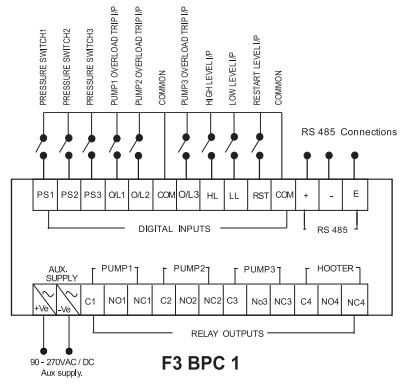 PRESSURE SWITCH1
PRESSURE SWITCH2
PRESSURE SWITCH3
PUMP1 OVERLOAD TRIP I/P
PUMP2 OVERLOAD TRIP I/P
COMMON
PUMP3 OVERLOAD TRIP I/P
HIGH LEVEL I/P
LOW LEVEL I/P
RESTART LEVEL I/P
COMMON
RS 485 Connections
PS1 PS2 PS3 O/L1 O/L2 COM O/L3 HL LL RST COM + - E
DIGITAL INPUTS
RS 485
AUX. SUPPLY
PUMP1 PUMP2 PUMP3 HOOTER
+Ve -Ve C1 NO1 NC1 C2 NO2 NC2 C3 No3 NC3 C4 NO4 NC4
RELAY OUTPUTS
90 - 270VAC / DC
Aux supply.
F3 BPC 1